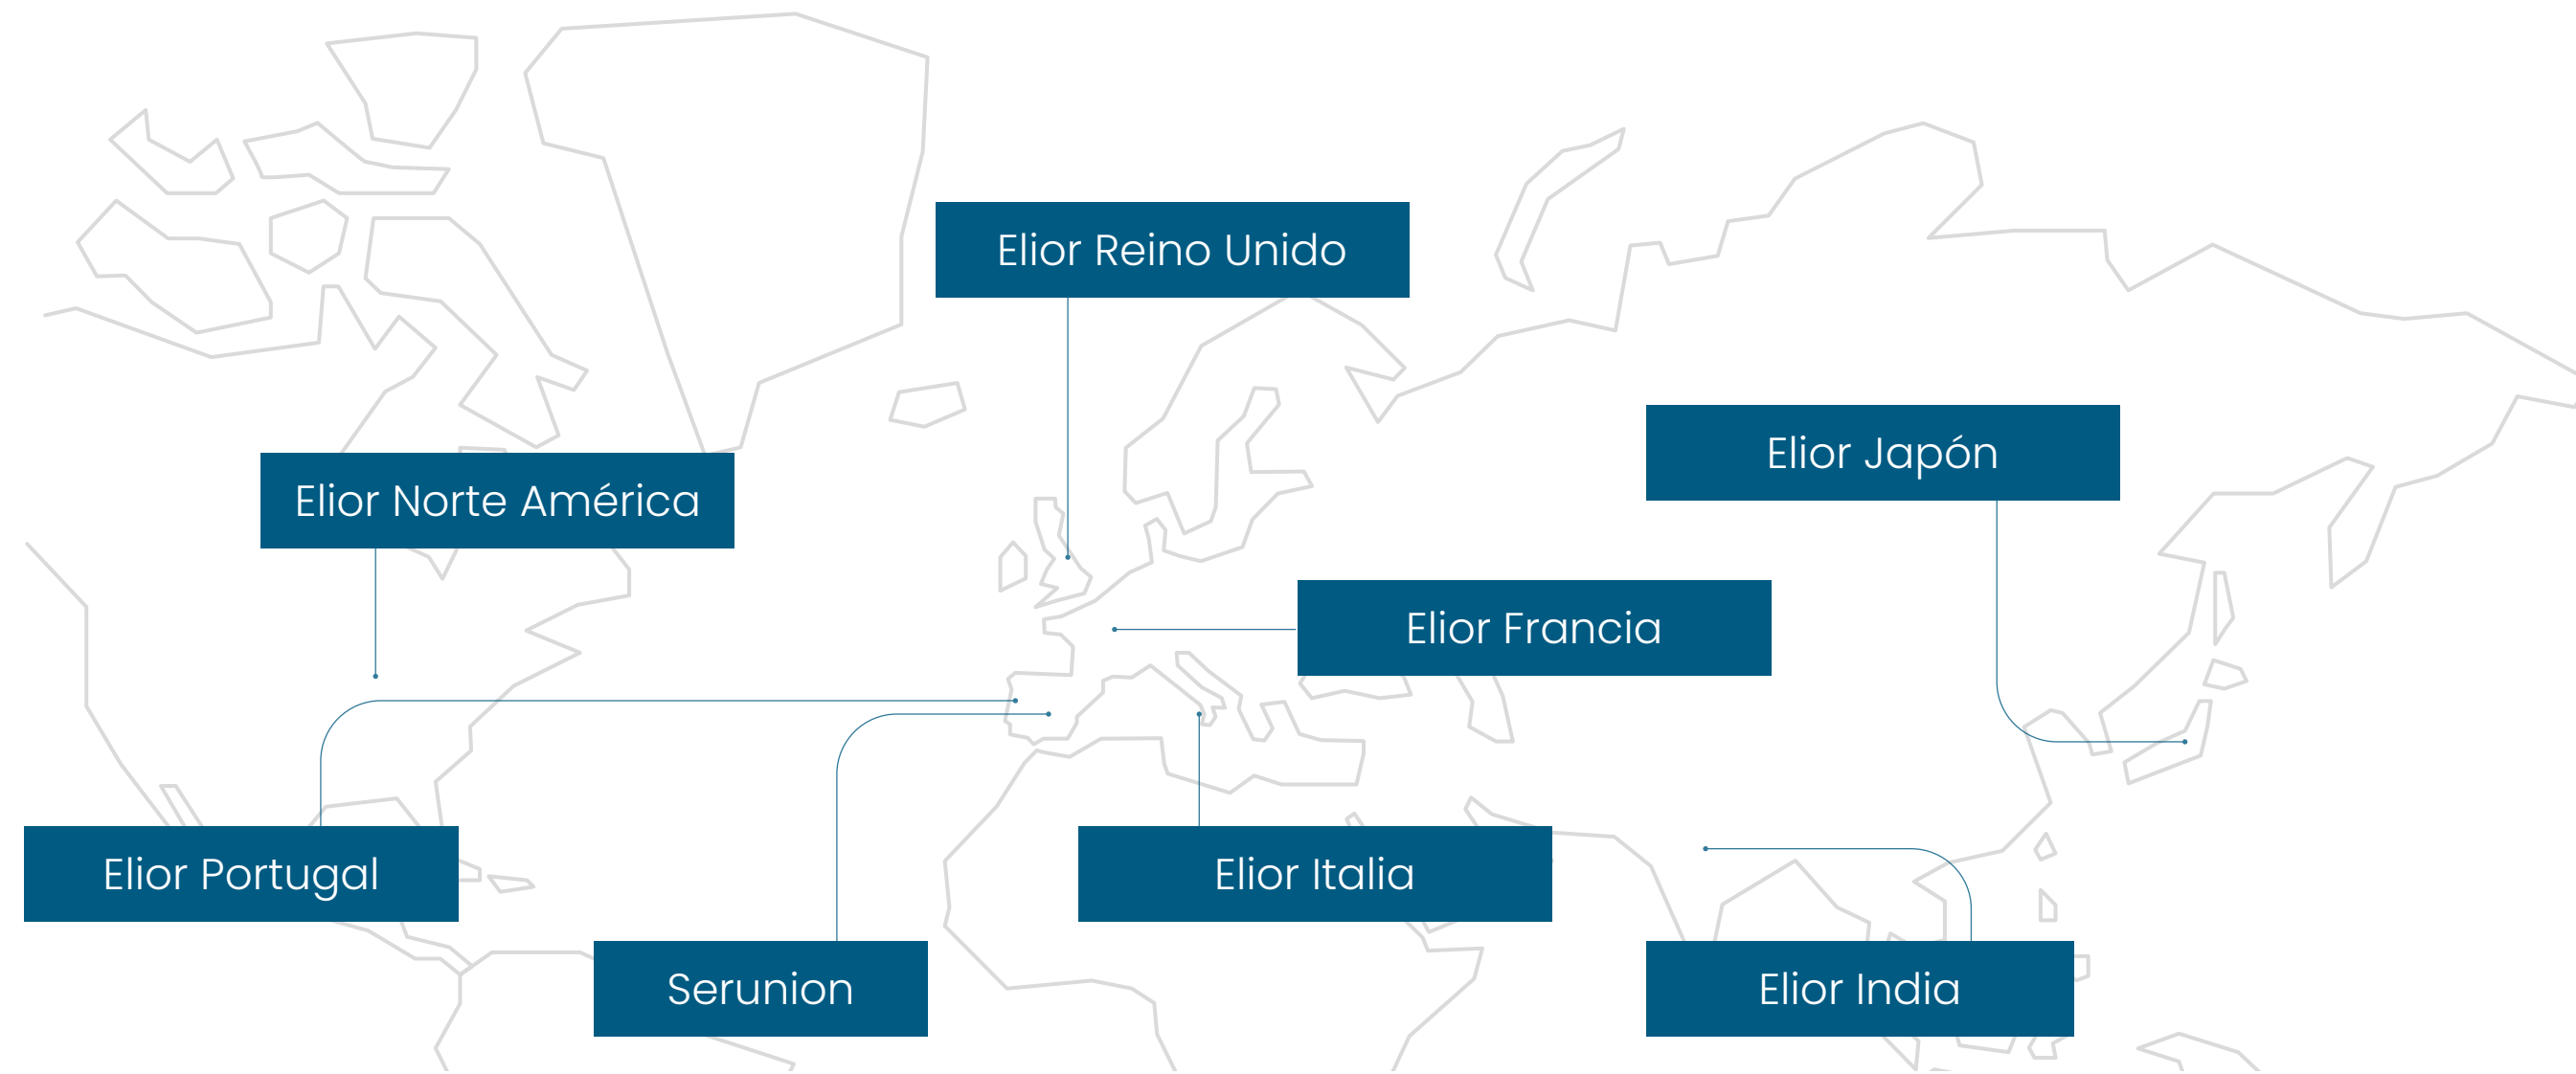 Elior Reino Unido
Elior Japón
Elior Norte América
Elior Francia
Elior Portugal
Elior Italia
Serunion
Elior India